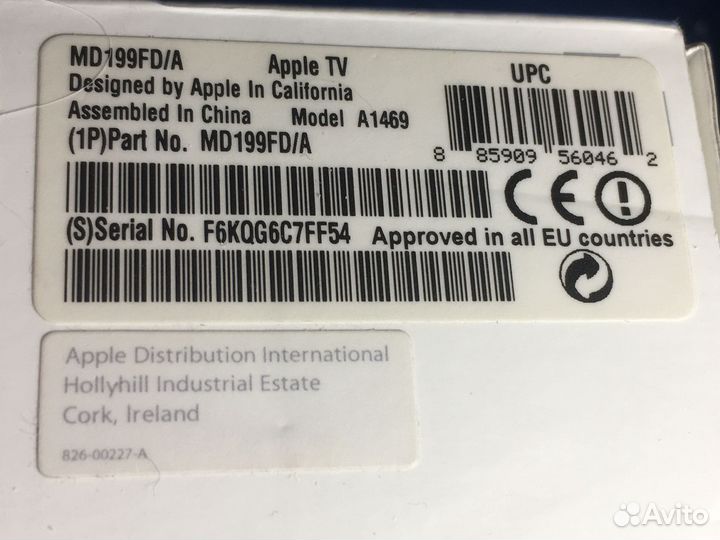 MD199FD/A Apple TV UPC
Designed by Apple In California
Assembled In China Model A1469
(1P)Part No. MD199FD/A
8 85909 56046 2
CE
(S)Serial No. F6KQG6C7FF54 Approved in all EU countries
Apple Distribution International
Hollyhill Industrial Estate
Cork, Ireland
826-00227-A
Avito